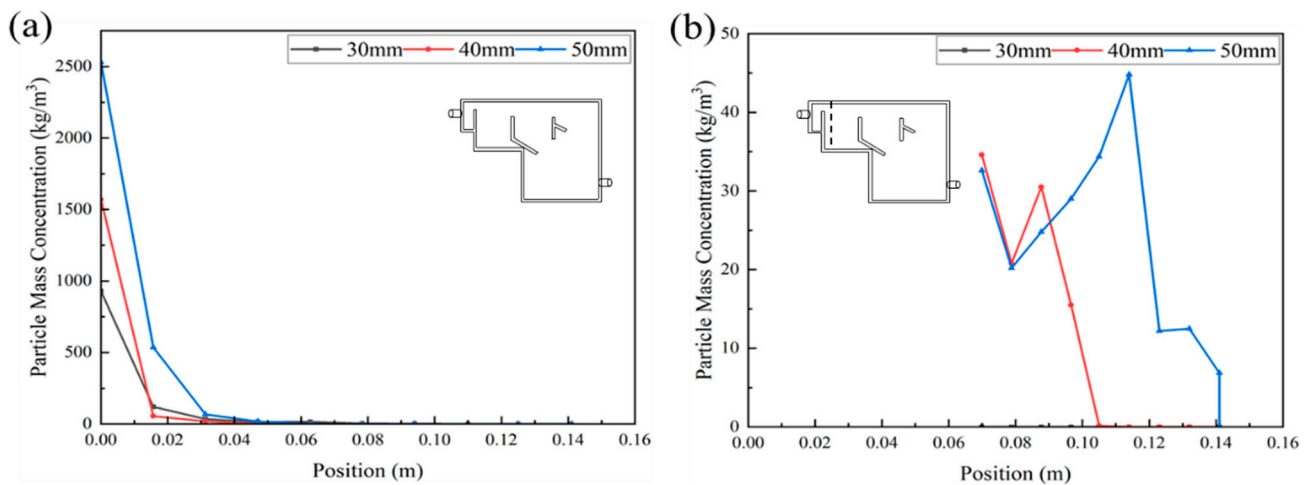 (a)
30mm 40mm 50mm
2500
2000
1500
1000
500
0
Particle Mass Concentration (kg/m³)
0.00 0.02 0.04 0.06 0.08 0.10 0.12 0.14 0.16
Position (m)
(b)
30mm 40mm 50mm
50
40
30
20
10
0
Particle Mass Concentration (kg/m³)
0.00 0.02 0.04 0.06 0.08 0.10 0.12 0.14 0.16
Position (m)